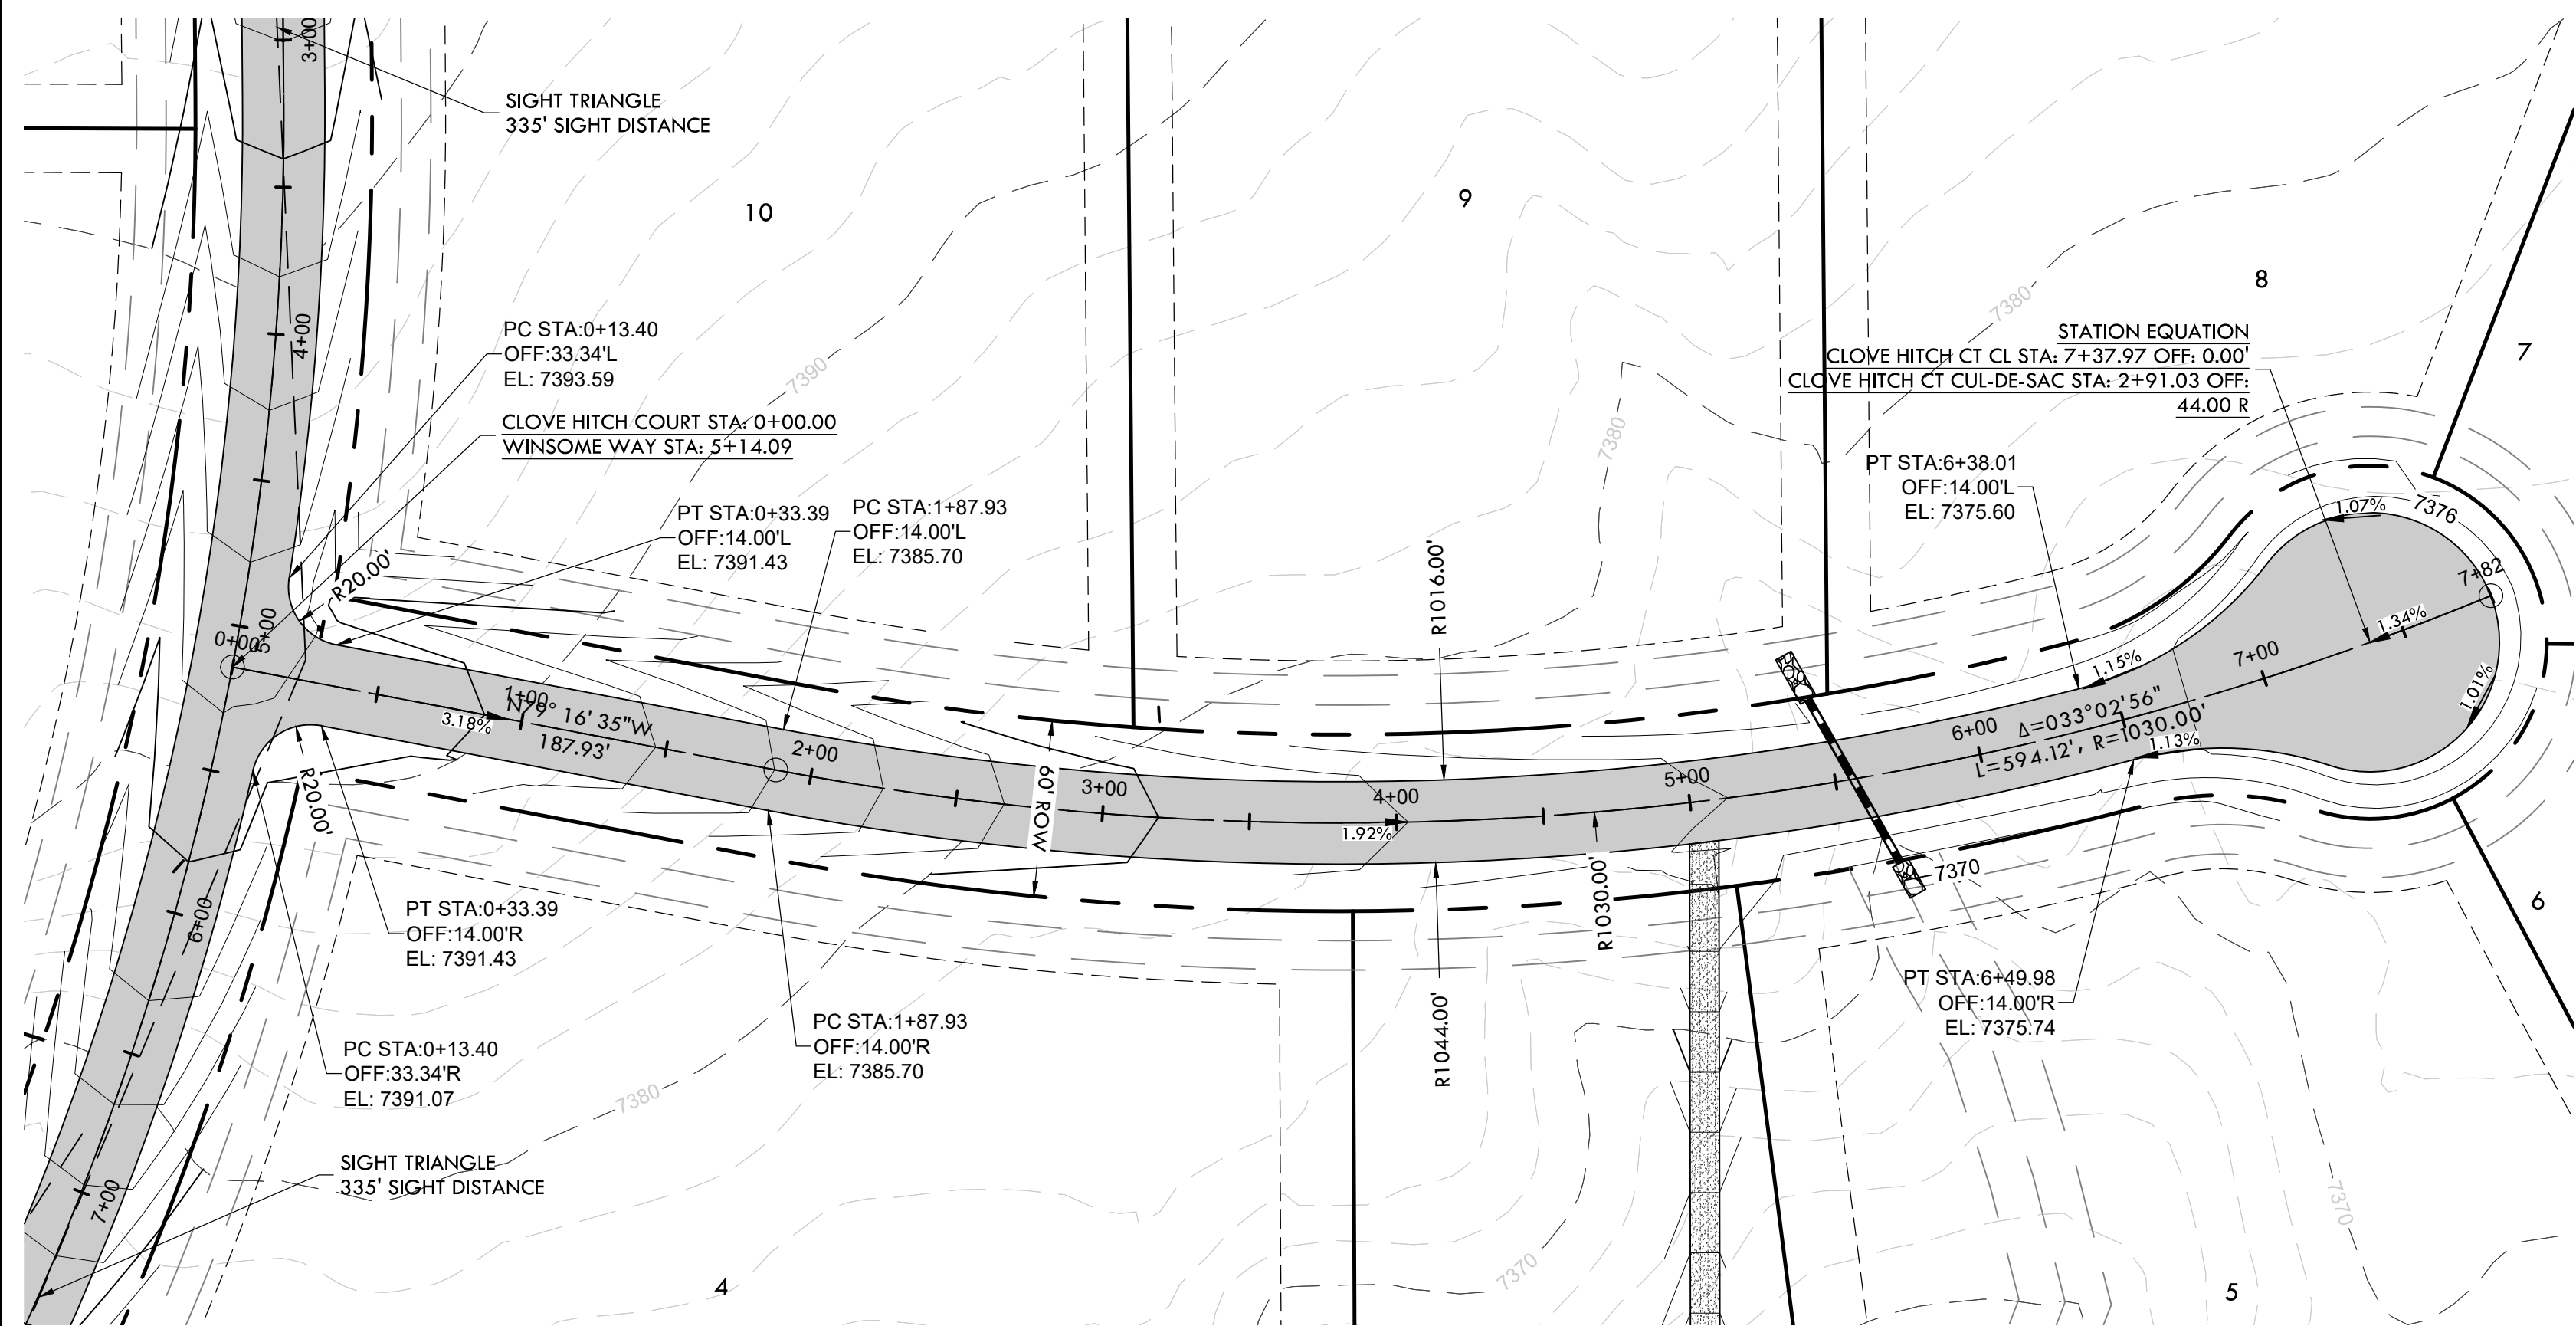 3+00
SIGHT TRIANGLE
335' SIGHT DISTANCE
10
9
8
7
7380
STATION EQUATION
CLOVE HITCH CT CL STA: 7+37.97 OFF: 0.00'
CLOVE HITCH CT CUL-DE-SAC STA: 2+91.03 OFF:
44.00 R
PC STA:0+13.40
OFF:33.34'L
EL: 7393.59
4+00
7390
CLOVE HITCH COURT STA: 0+00.00
WINSOME WAY STA: 5+14.09
7380
PT STA:6+38.01
OFF:14.00'L
EL: 7375.60
PT STA:0+33.39
OFF:14.00'L
EL: 7391.43
PC STA:1+87.93
OFF:14.00'L
EL: 7385.70
1.07%
7376
R20.00'
R1016.00'
7+82
1.34%
0+00
5+00
7+00
1.15%
1.01%
1+00
N79° 16' 35"W
3.18%
187.93'
2+00
3+00
4+00
5+00
6+00
Δ=033°02'56"
L=594.12', R=1030.00'
1.13%
1.92%
60' ROW
R20.00'
R1030.00'
7370
6
6+00
PT STA:0+33.39
OFF:14.00'R
EL: 7391.43
PC STA:1+87.93
OFF:14.00'R
EL: 7385.70
R1044.00'
PT STA:6+49.98
OFF:14.00'R
EL: 7375.74
PC STA:0+13.40
OFF:33.34'R
EL: 7391.07
7380
SIGHT TRIANGLE
335' SIGHT DISTANCE
7+00
7370
7370
4
5